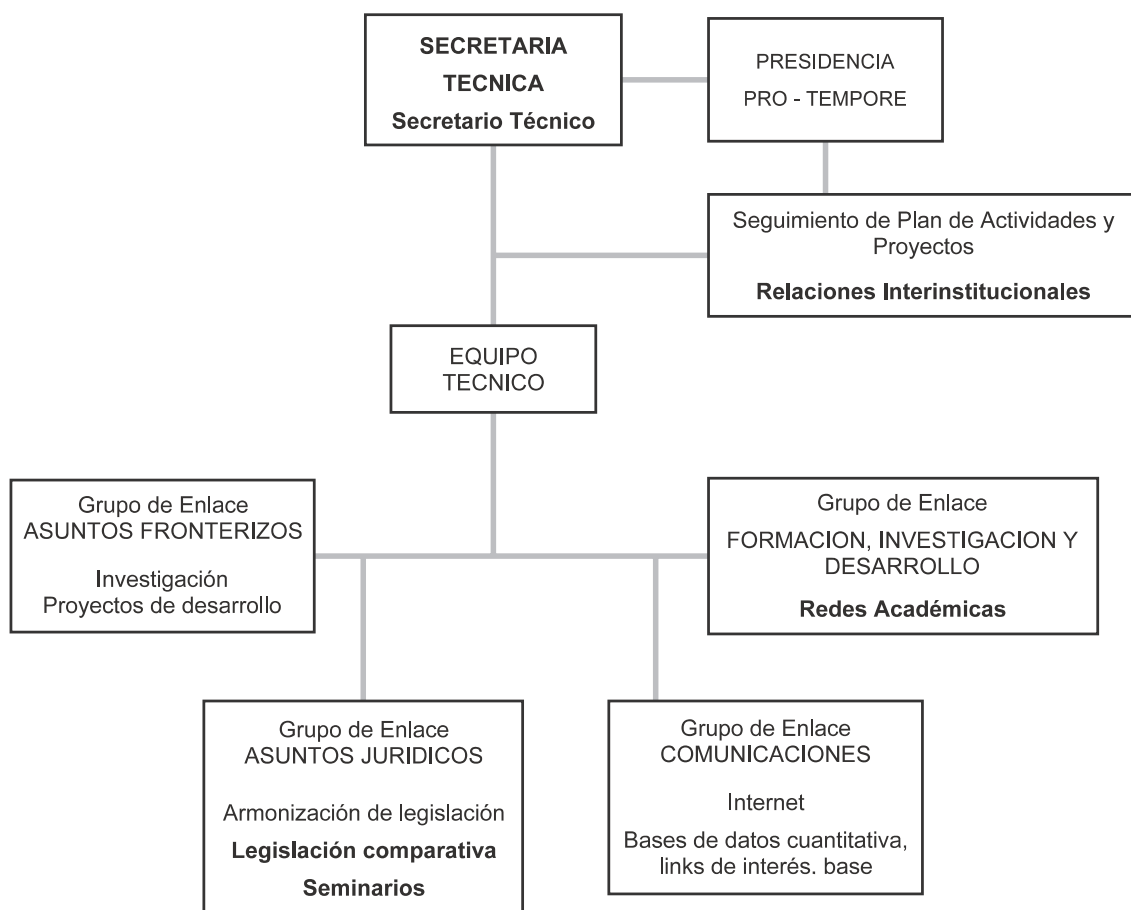 SECRETARIA
TECNICA
Secretario Técnico
PRESIDENCIA
PRO - TEMPORE
Seguimiento de Plan de Actividades y
Proyectos
Relaciones Interinstitucionales
EQUIPO
TECNICO
Grupo de Enlace
ASUNTOS FRONTERIZOS
Investigación
Proyectos de desarrollo
Grupo de Enlace
FORMACION, INVESTIGACION Y
DESARROLLO
Redes Académicas
Grupo de Enlace
ASUNTOS JURIDICOS
Armonización de legislación
Legislación comparativa
Seminarios
Grupo de Enlace
COMUNICACIONES
Internet
Bases de datos cuantitativa,
links de interés. base